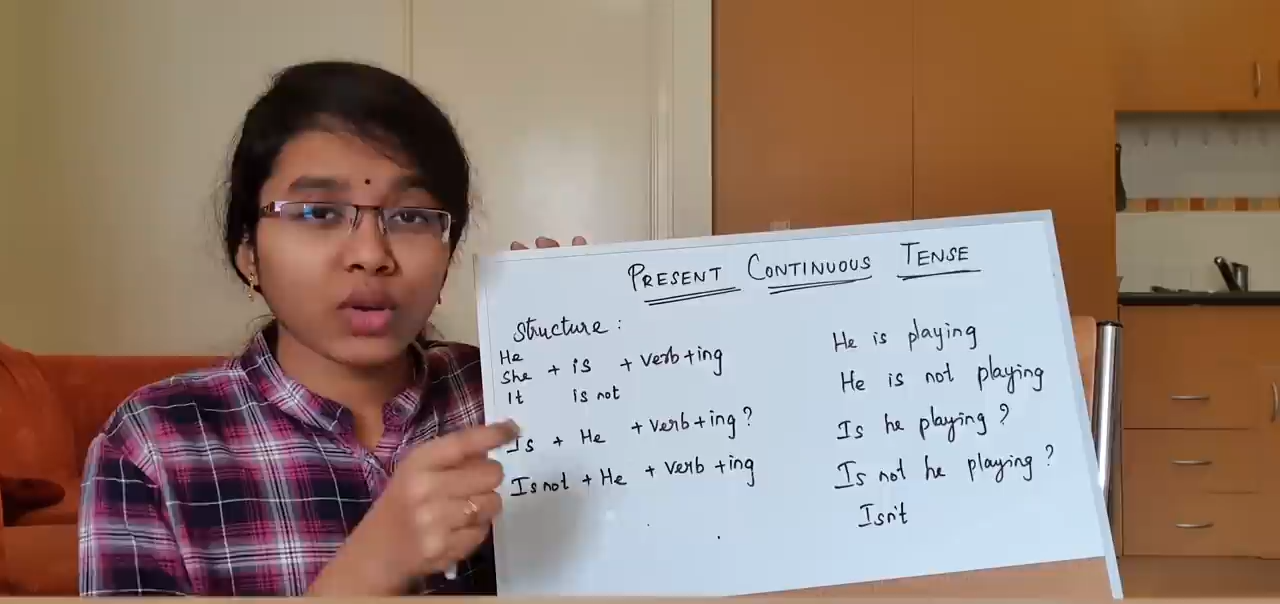 PRESENT CONTINUOUS TENSE
Structure :
He
She + is + verb+ing
It is not
Is + He + verb+ing ?
Is not + He + verb +ing
He is playing
He is not playing
Is he playing ?
Is not he playing ?
Isn't